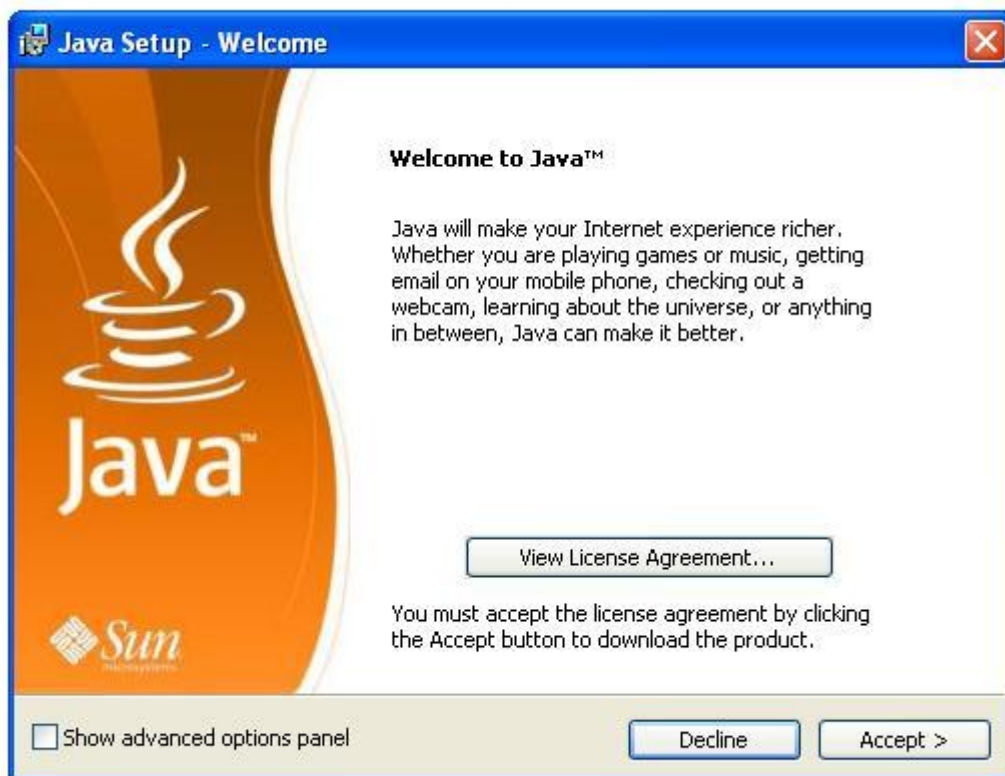 Java Setup - Welcome
Welcome to Java™
Java will make your Internet experience richer.
Whether you are playing games or music, getting
email on your mobile phone, checking out a
webcam, learning about the universe, or anything
in between, Java can make it better.
Java™
View License Agreement...
You must accept the license agreement by clicking
the Accept button to download the product.
Sun
microsystems
Show advanced options panel
Decline
Accept >